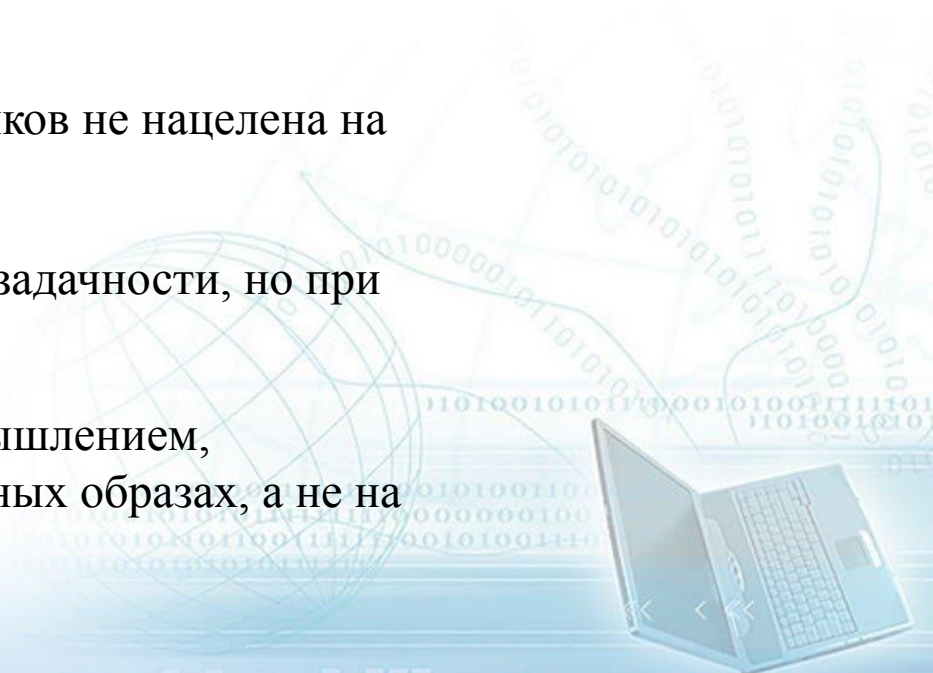 ков не нацелена на
задачности, но при
ышлением,
ных образах, а не на